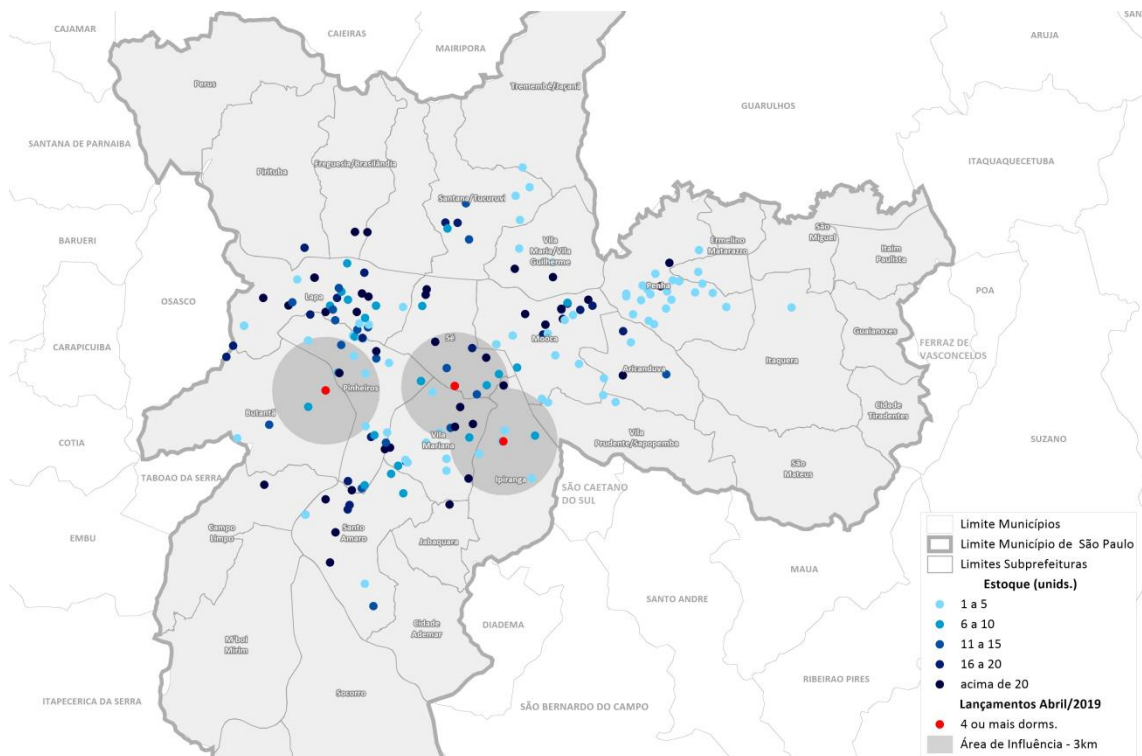 CAJAMAR
CAIEIRAS
MAIRIPORA
ARUJA
SAN
Perus
Tremembé/Jaçanã
GUARULHOS
SANTANA DE PARNAIBA
Pirituba
Freguesia/Brasilândia
ITAQUAQUECETUBA
Santana/Tucuruvi
BARUERI
Vila
Maria/Vila
Guilherme
Ermelino
Matarazzo
São
Miguel
Itaim
Paulista
OSASCO
Lapa
Penha
POA
CARAPICUIBA
Sé
Mooca
Guaianazes
FERRAZ DE
VASCONCELOS
Itaquera
Aricanduva
Pinheiros
Butantã
Cidade
Tiradentes
COTIA
Vila
Mariana
Vila
Prudente/Sapopemba
SUZANO
TABOAO DA SERRA
São
Mateus
Ipiranga
SÃO CAETANO
DO SUL
Campo
Limpo
Santo
Amaro
Jabaquara
EMBU
MAUA
SANTO ANDRE
DIADEMA
Cidade
Ademar
M'boi
Mirim
Socorro
ITAPECERICA DA SERRA
SÃO BERNARDO DO CAMPO
RIBEIRAO PIRES
Limite Municípios
Limite Município de São Paulo
Limites Subprefeituras
Estoque (unids.)
1 a 5
6 a 10
11 a 15
16 a 20
acima de 20
Lançamentos Abril/2019
4 ou mais dorms.
Área de Influência - 3km